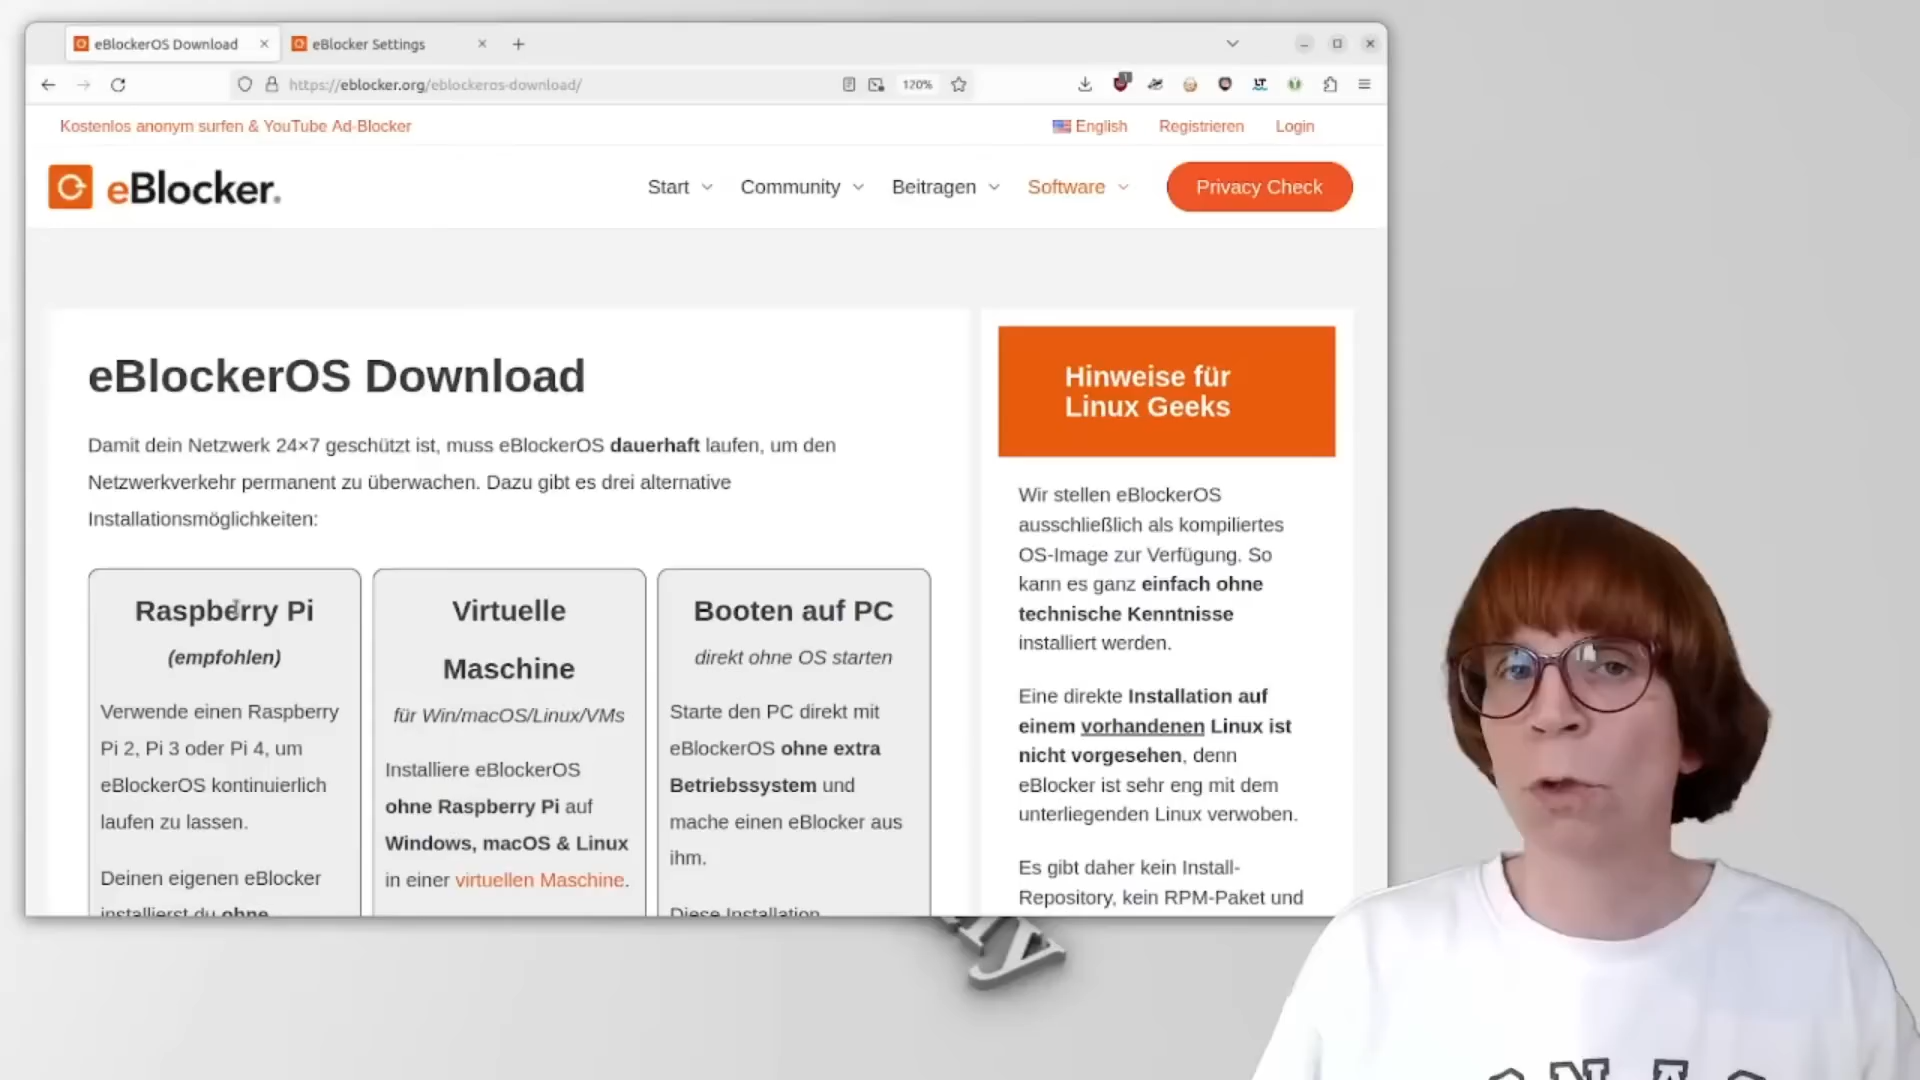 eBlockerOS Download
eBlocker Settings
https://eblocker.org/eblockeros-download/
120%
1
LT
Kostenlos anonym surfen & YouTube Ad-Blocker
English
Registrieren
Login
eBlocker.
Start
Community
Beitragen
Software
Privacy Check
eBlockerOS Download
Damit dein Netzwerk 24×7 geschützt ist, muss eBlockerOS dauerhaft laufen, um den
Netzwerkverkehr permanent zu überwachen. Dazu gibt es drei alternative
Installationsmöglichkeiten:
Raspberry Pi
(empfohlen)
Verwende einen Raspberry
Pi 2, Pi 3 oder Pi 4, um
eBlockerOS kontinuierlich
laufen zu lassen.
Deinen eigenen eBlocker
installierst du ohne
Virtuelle
Maschine
für Win/macOS/Linux/VMs
Installiere eBlockerOS
ohne Raspberry Pi auf
Windows, macOS & Linux
in einer virtuellen Maschine.
Booten auf PC
direkt ohne OS starten
Starte den PC direkt mit
eBlockerOS ohne extra
Betriebssystem und
mache einen eBlocker aus
ihm.
Diese Installation
Hinweise für
Linux Geeks
Wir stellen eBlockerOS
ausschließlich als kompiliertes
OS-Image zur Verfügung. So
kann es ganz einfach ohne
technische Kenntnisse
installiert werden.
Eine direkte Installation auf
einem vorhandenen Linux ist
nicht vorgesehen, denn
eBlocker ist sehr eng mit dem
unterliegenden Linux verwoben.
Es gibt daher kein Install-
Repository, kein RPM-Paket und